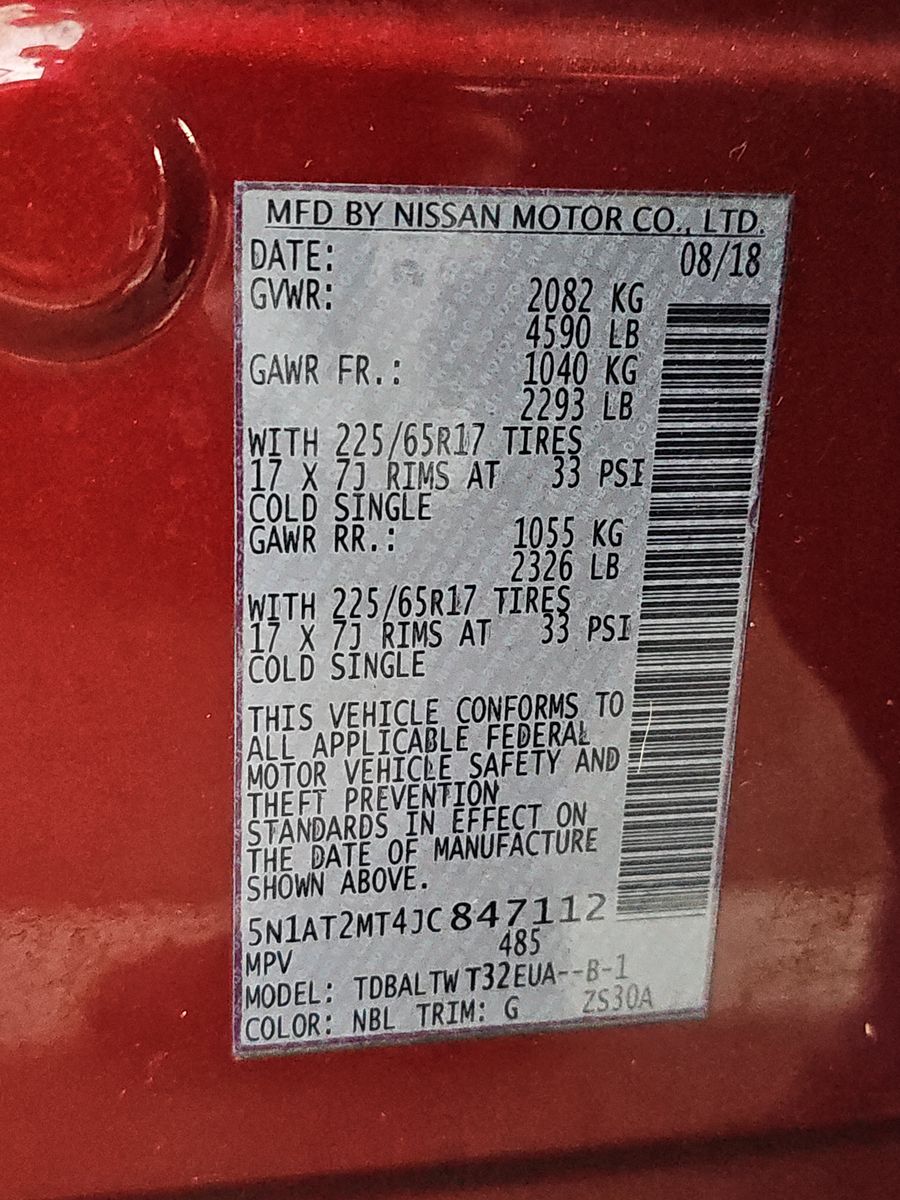 MFD BY NISSAN MOTOR CO., LTD.
DATE: 08/18
GVWR: 2082 KG
4590 LB
GAWR FR.: 1040 KG
2293 LB
WITH 225/65R17 TIRES
17 X 7J RIMS AT 33 PSI
COLD SINGLE
GAWR RR.: 1055 KG
2326 LB
WITH 225/65R17 TIRES
17 X 7J RIMS AT 33 PSI
COLD SINGLE
THIS VEHICLE CONFORMS TO
ALL APPLICABLE FEDERAL
MOTOR VEHICLE SAFETY AND
THEFT PREVENTION
STANDARDS IN EFFECT ON
THE DATE OF MANUFACTURE
SHOWN ABOVE.
5N1AT2MT4JC847112
MPV 485
MODEL: TDBALTW T32EUA--B-1
COLOR: NBL TRIM: G ZS30A